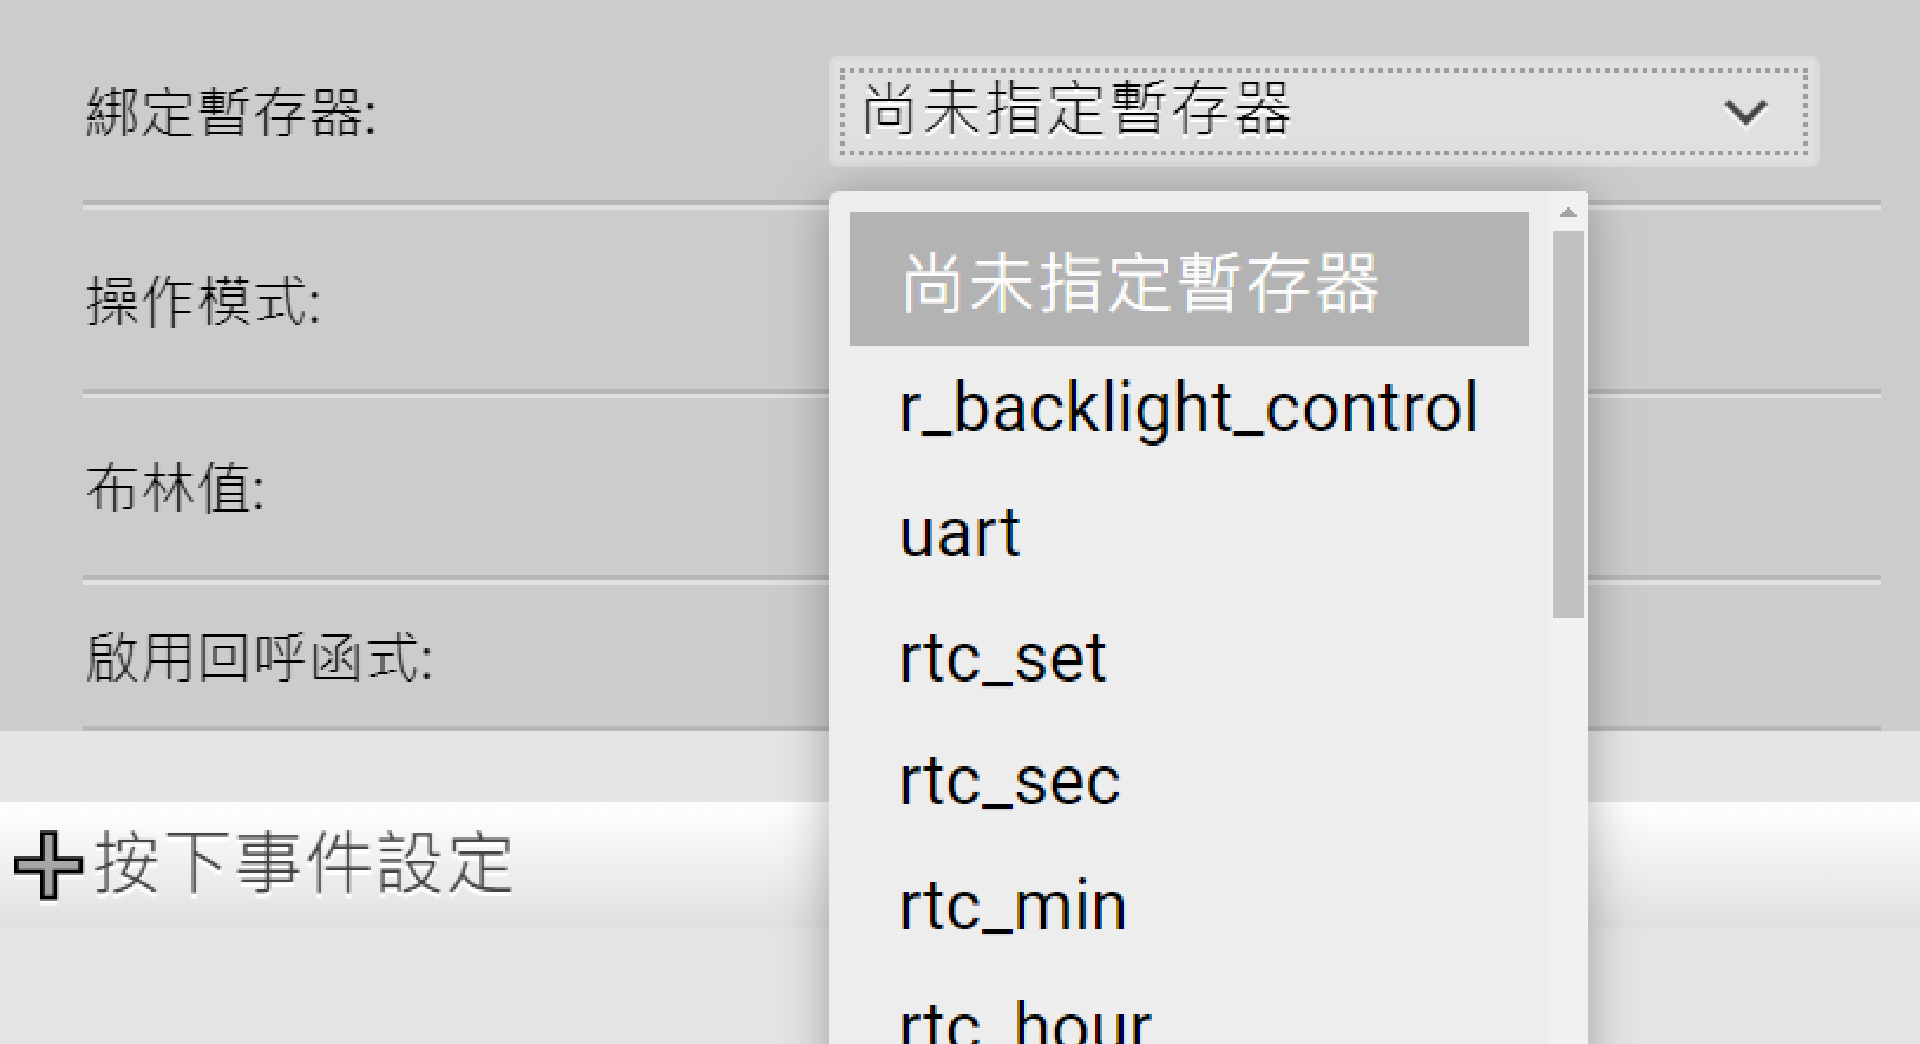 綁定暫存器:
尚未指定暫存器
尚未指定暫存器
r_backlight_control
uart
rtc_set
rtc_sec
rtc_min
rtc_hour
操作模式:
布林值:
啟用回呼函式:
按下事件設定